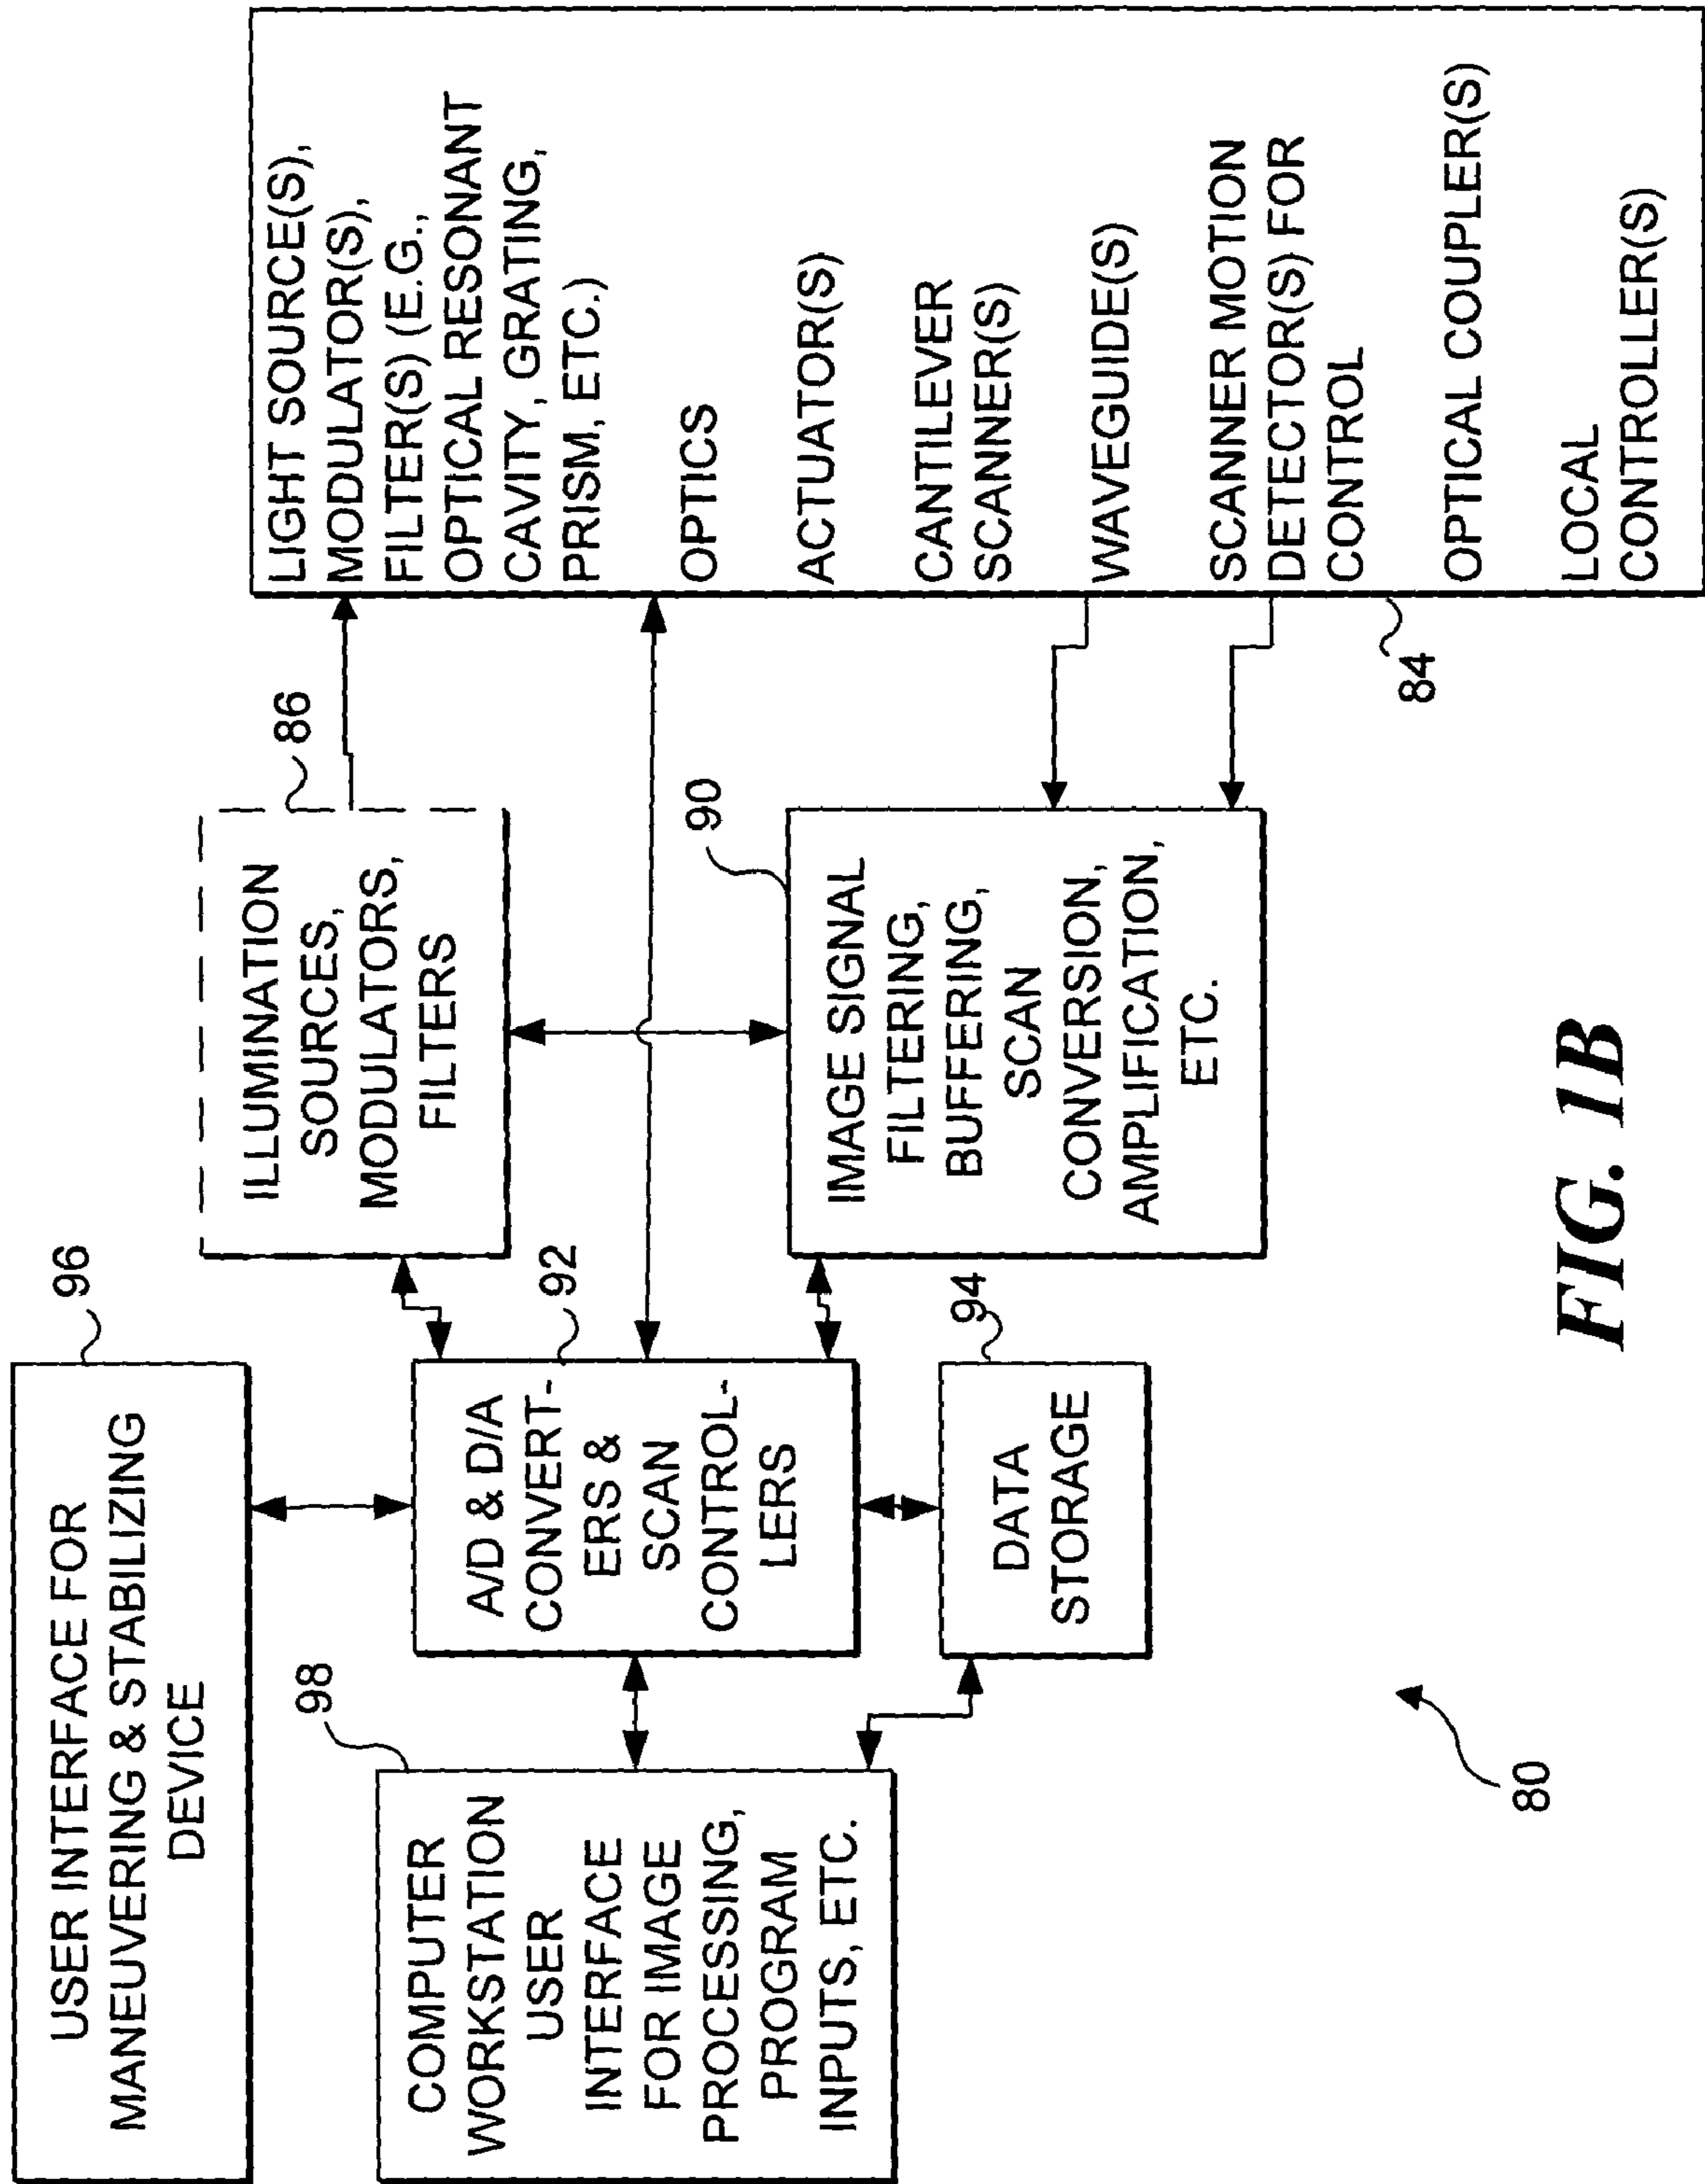 USER INTERFACE FOR
MANEUVERING & STABILIZING
DEVICE
96
COMPUTER
WORKSTATION
USER
INTERFACE
FOR IMAGE
PROCESSING,
PROGRAM
INPUTS, ETC.
98
A/D & D/A
CONVERT-
ERS &
SCAN
CONTROL-
LERS
92
DATA
STORAGE
94
ILLUMINATION
SOURCES,
MODULATORS,
FILTERS
86
IMAGE SIGNAL
FILTERING,
BUFFERING,
SCAN
CONVERSION,
AMPLIFICATION,
ETC.
90
LIGHT SOURCE(S),
MODULATOR(S),
FILTER(S) (E.G.,
OPTICAL RESONANT
CAVITY, GRATING,
PRISM, ETC.)
OPTICS
ACTUATOR(S)
CANTILEVER
SCANNER(S)
WAVEGUIDE(S)
SCANNER MOTION
DETECTOR(S) FOR
CONTROL
OPTICAL COUPLER(S)
LOCAL
CONTROLLER(S)
84
80
FIG. 1B